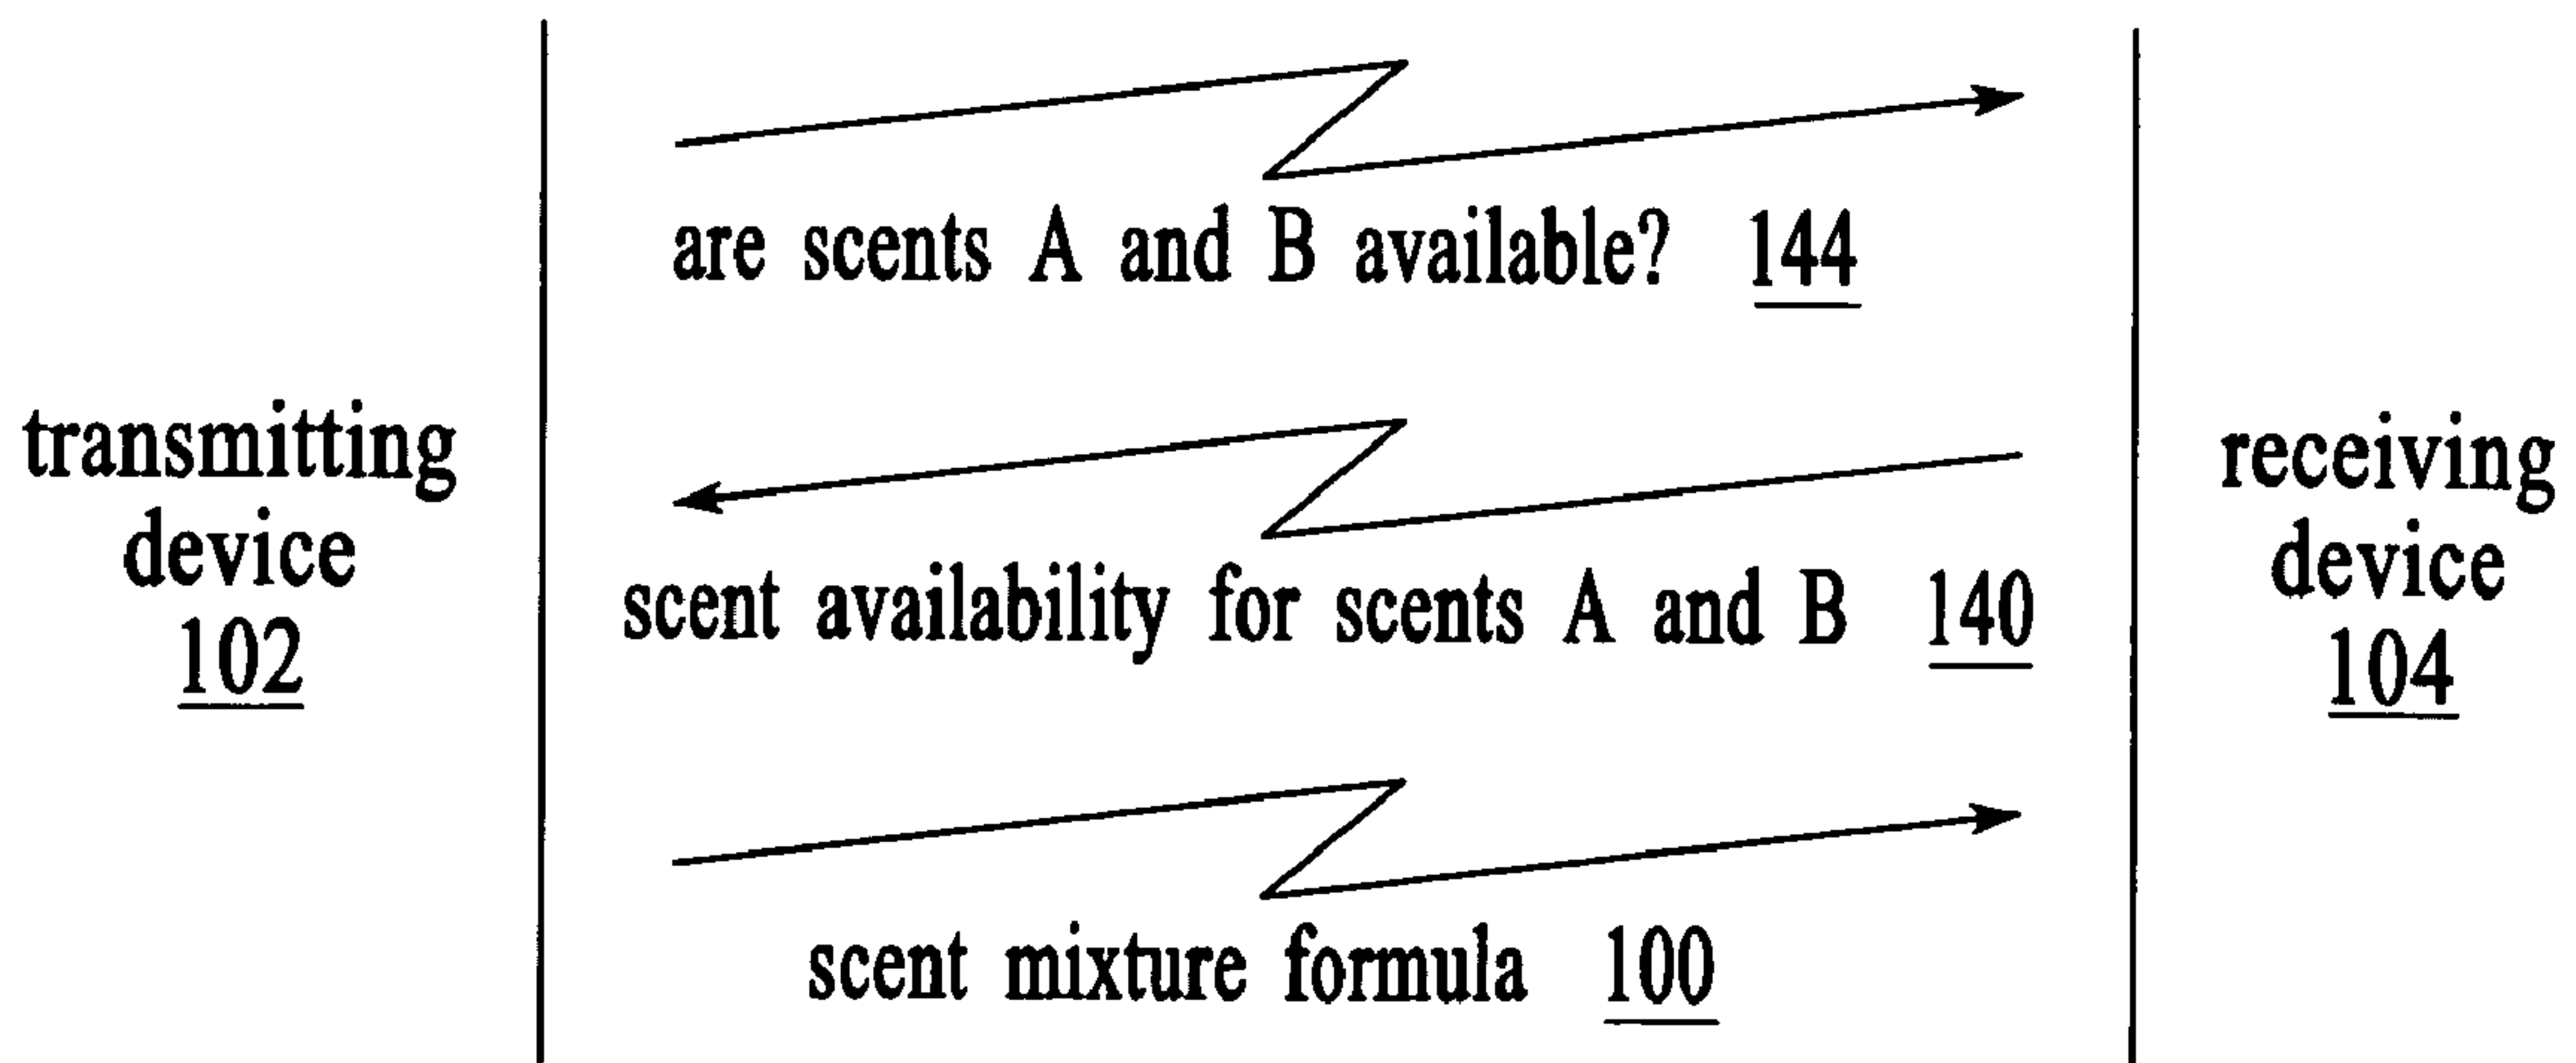 are scents A and B available? 144
transmitting
device
102
scent availability for scents A and B 140
receiving
device
104
scent mixture formula 100